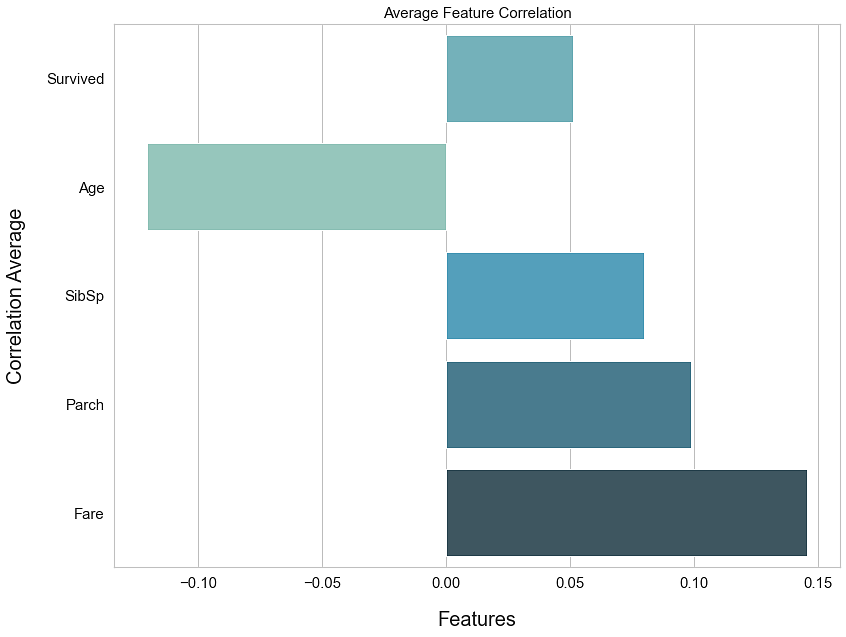 Average Feature Correlation
Survived
Age
SibSp
Parch
Fare
Correlation Average
−0.10
−0.05
0.00
0.05
0.10
0.15
Features